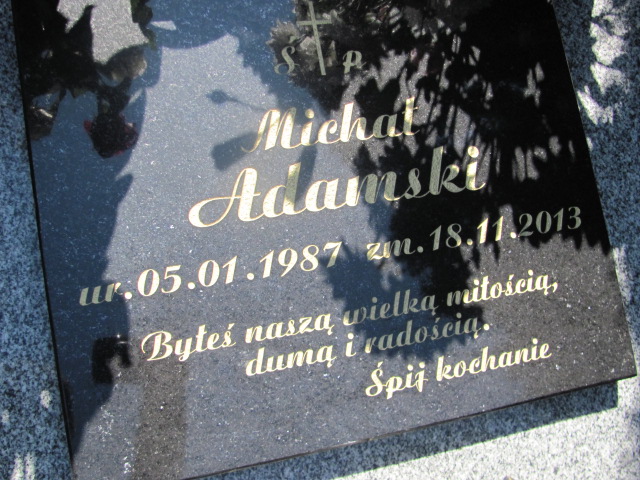 Ś P
Michał
Adamski
ur.05.01.1987 zm.18.11.2013
Byłeś naszą wielką miłością,
dumą i radością.
Śpij kochanie